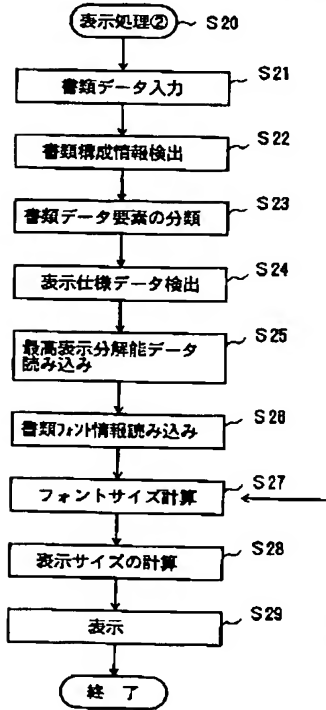 表示処理② S20
書類データ入力 S21
書類構成情報検出 S22
書類データ要素の分類 S23
表示仕様データ検出 S24
最高表示分解能データ S25
読み込み
書類フォント情報読み込み S26
フォントサイズ計算 S27
表示サイズの計算 S28
表示 S29
終了